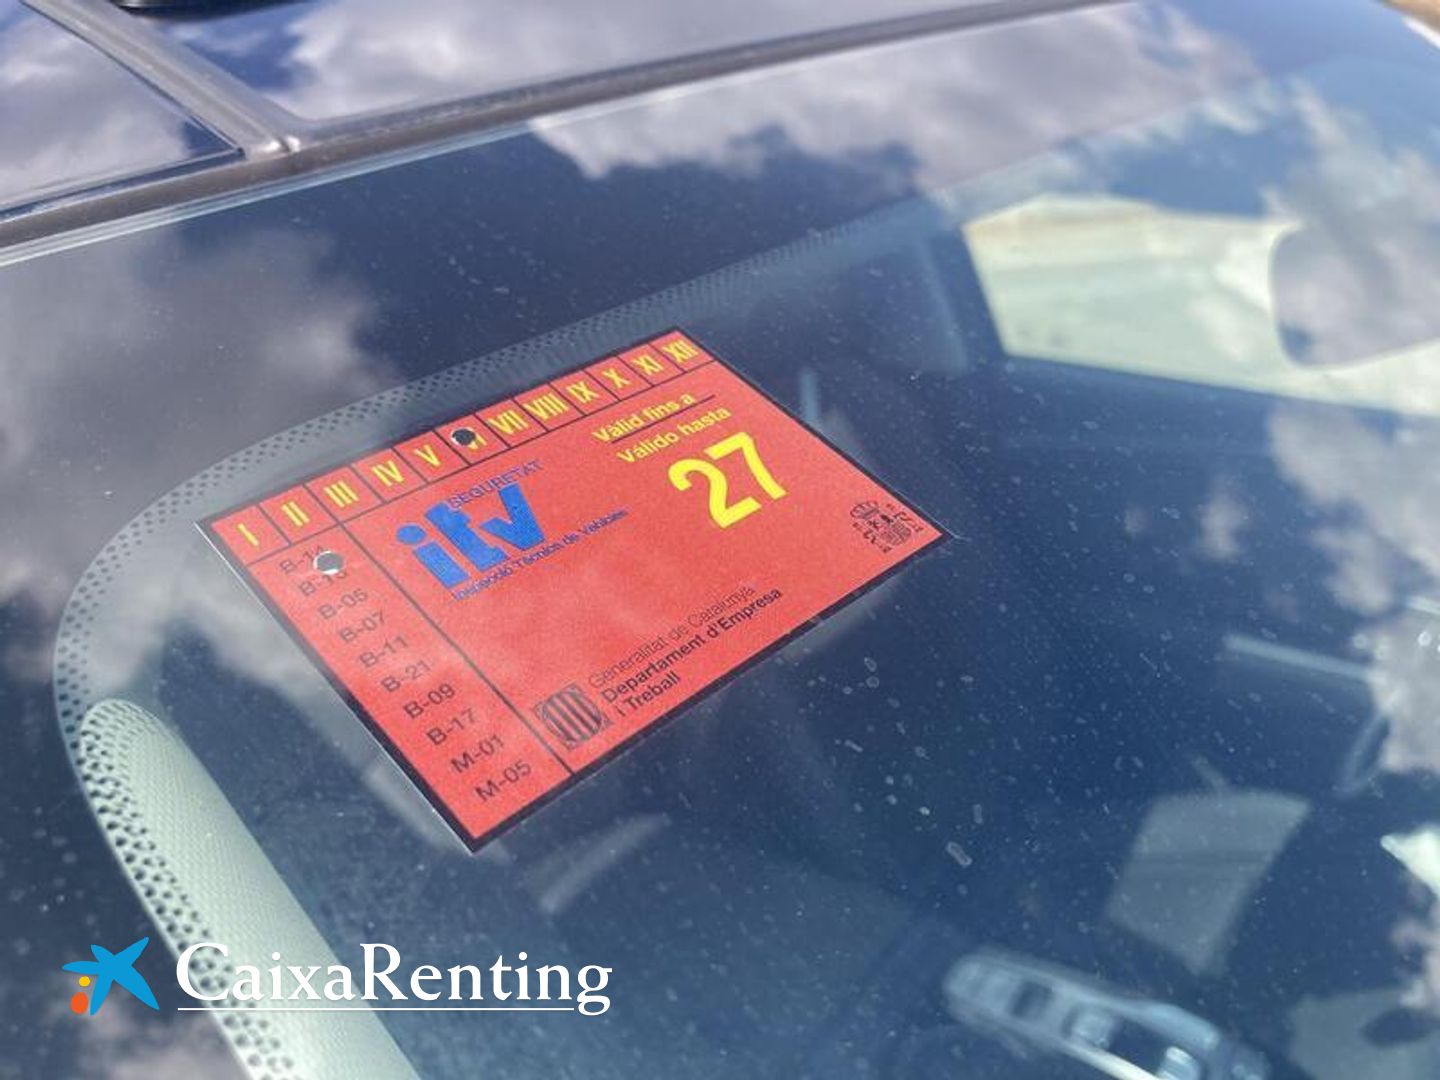 I II III IV V VI VII VIII IX X XI XII
Vàlid fins a
Válido hasta
27
SEGURETAT
itv
Inspecció Tècnica de Vehicles
B-14
B-05
B-07
B-11
B-21
B-09
B-17
M-01
M-05
Generalitat de Catalunya
Departament d'Empresa
i Treball
CaixaRenting